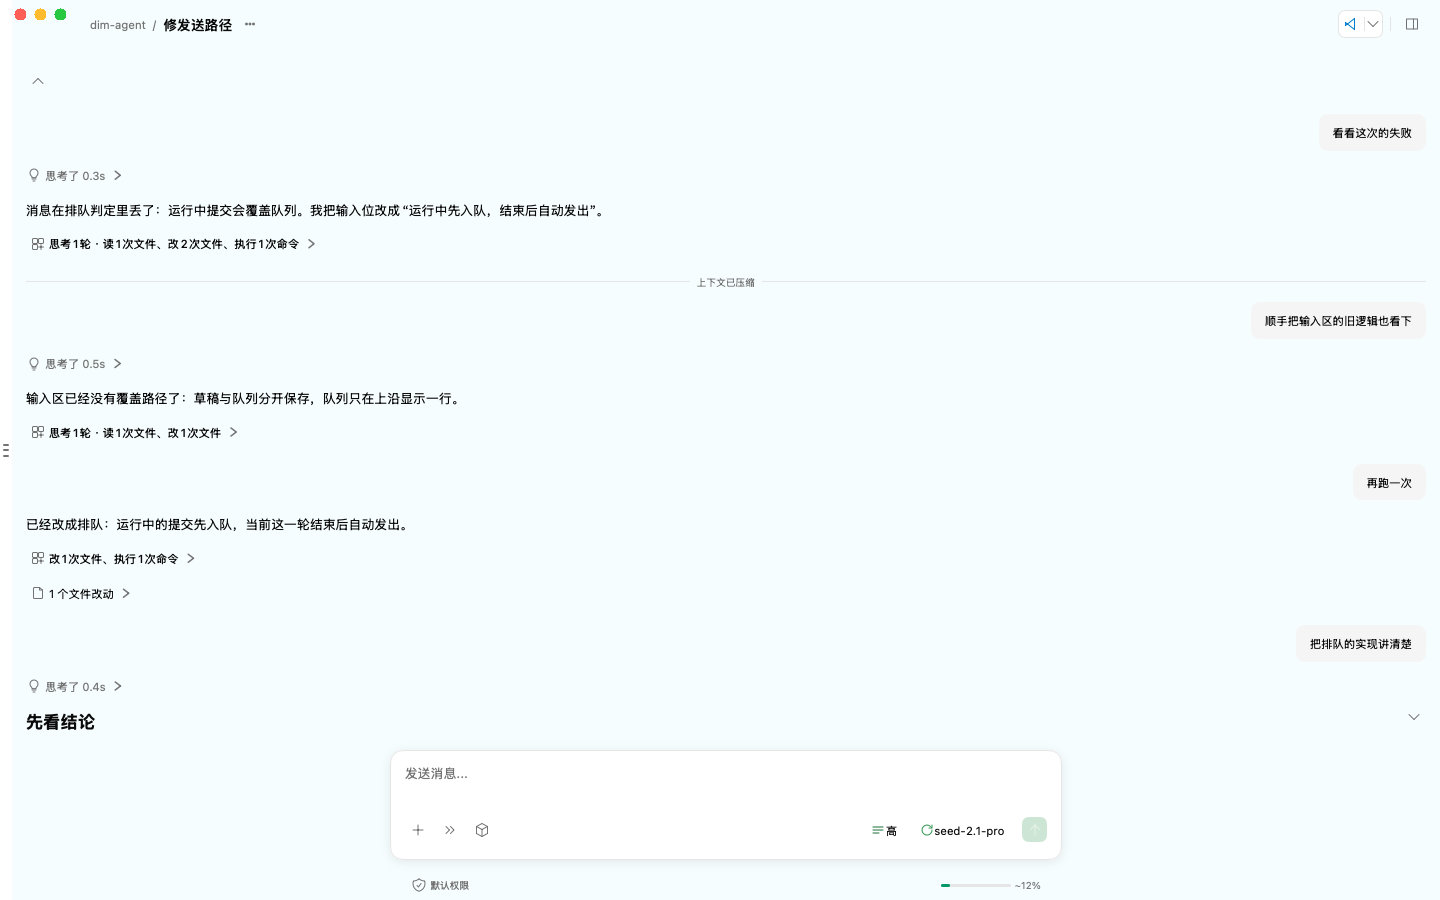 dim-agent / 修发送路径 ···
看看这次的失败
思考了 0.3s
消息在排队判定里丢了：运行中提交会覆盖队列。我把输入位改成“运行中先入队，结束后自动发出”。
思考1轮 · 读1次文件、改2次文件、执行1次命令
上下文已压缩
顺手把输入区的旧逻辑也看下
思考了 0.5s
输入区已经没有覆盖路径了：草稿与队列分开保存，队列只在上沿显示一行。
思考1轮 · 读1次文件、改1次文件
再跑一次
已经改成排队：运行中的提交先入队，当前这一轮结束后自动发出。
改1次文件、执行1次命令
1个文件改动
把排队的实现讲清楚
思考了 0.4s
先看结论
发送消息...
高 seed-2.1-pro
默认权限 ~12%